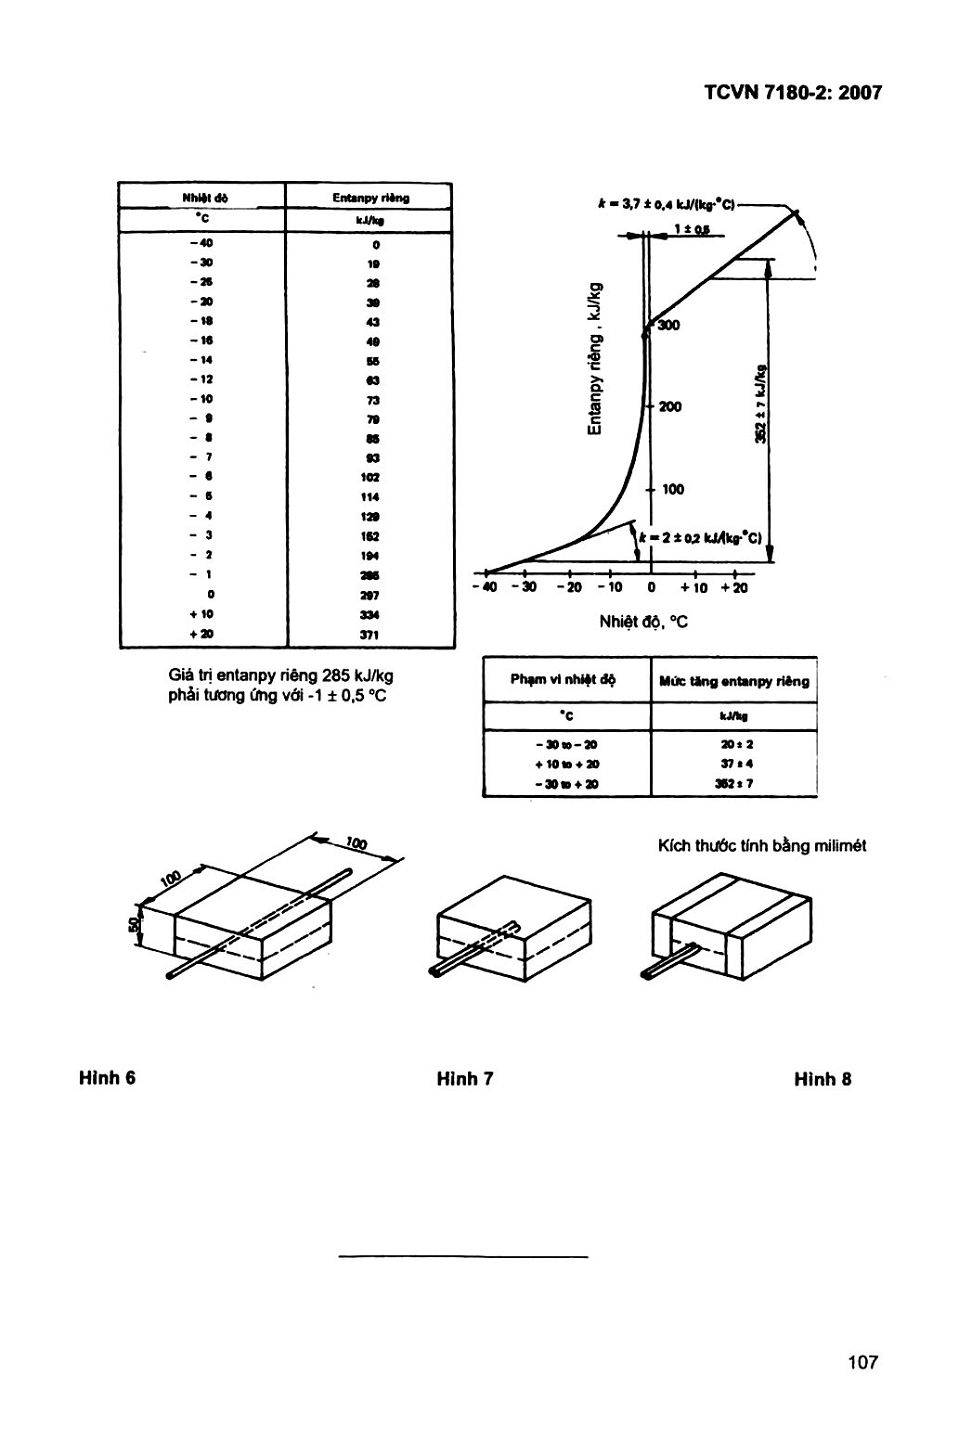 TCVN 7180-2: 2007
Nhiệt độ Entanpy riêng
°C kJ/kg
-40 0
-30 19
-25 28
-20 39
-18 43
-16 49
-14 55
-12 63
-10 73
-9 79
-8 85
-7 93
-6 102
-5 114
-4 129
-3 152
-2 194
-1 285
0 297
+10 334
+20 371
Giá trị entanpy riêng 285 kJ/kg
phải tương ứng với -1 ± 0,5 °C
k = 3,7 ± 0,4 kJ/(kg·°C)
1 ± 0,5
Entanpy riêng , kJ/kg
300
200
100
352 ± 7 kJ/kg
k = 2 ± 0,2 kJ/(kg·°C)
-40 -30 -20 -10 0 +10 +20
Nhiệt độ, °C
Phạm vi nhiệt độ Mức tăng entanpy riêng
°C kJ/kg
-30 to -20 20 ± 2
+10 to +20 37 ± 4
-30 to +20 352 ± 7
Kích thước tính bằng milimét
100
100
50
Hình 6 Hình 7 Hình 8
107